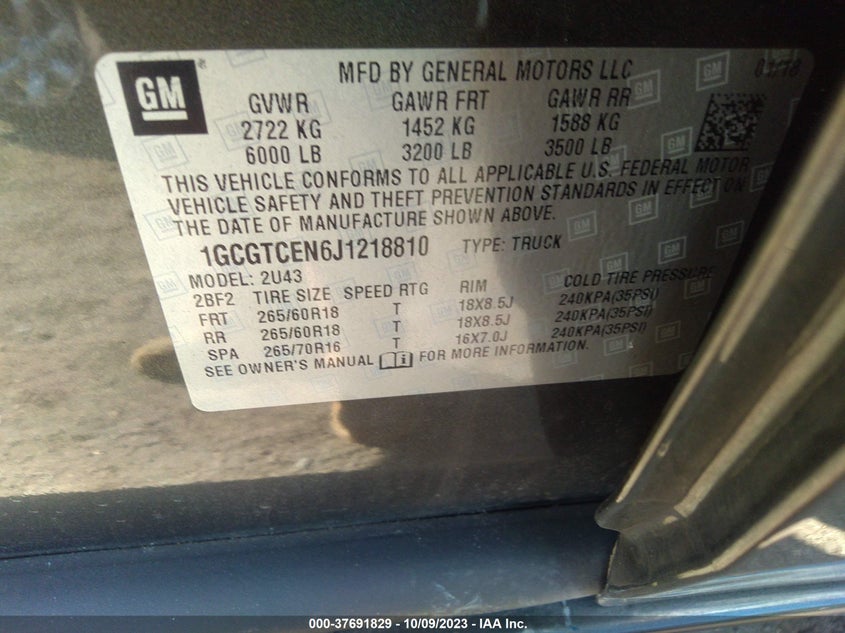 GM
MFD BY GENERAL MOTORS LLC 01/18
GVWR GAWR FRT GAWR RR
2722 KG 1452 KG 1588 KG
6000 LB 3200 LB 3500 LB
THIS VEHICLE CONFORMS TO ALL APPLICABLE U.S. FEDERAL MOTOR
VEHICLE SAFETY AND THEFT PREVENTION STANDARDS IN EFFECT ON
THE DATE OF MANUFACTURE SHOWN ABOVE.
1GCGTCEN6J1218810 TYPE: TRUCK
MODEL: 2U43
2BF2 TIRE SIZE SPEED RTG RIM COLD TIRE PRESSURE
FRT 265/60R18 T 18X8.5J 240KPA(35PSI)
RR 265/60R18 T 18X8.5J 240KPA(35PSI)
SPA 265/70R16 T 16X7.0J 240KPA(35PSI)
SEE OWNER'S MANUAL FOR MORE INFORMATION.
000-37691829 - 10/09/2023 - IAA Inc.